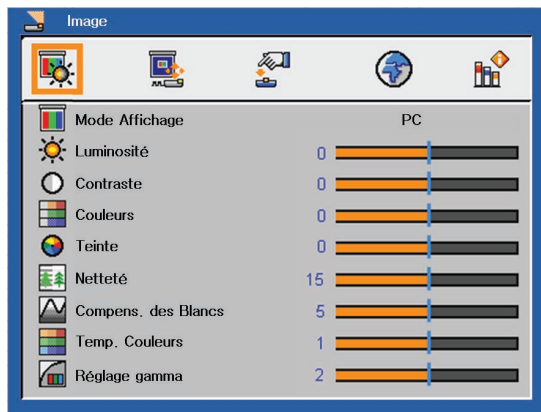 Image
Mode Affichage PC
Luminosité 0
Contraste 0
Couleurs 0
Teinte 0
Netteté 15
Compens. des Blancs 5
Temp. Couleurs 1
Réglage gamma 2